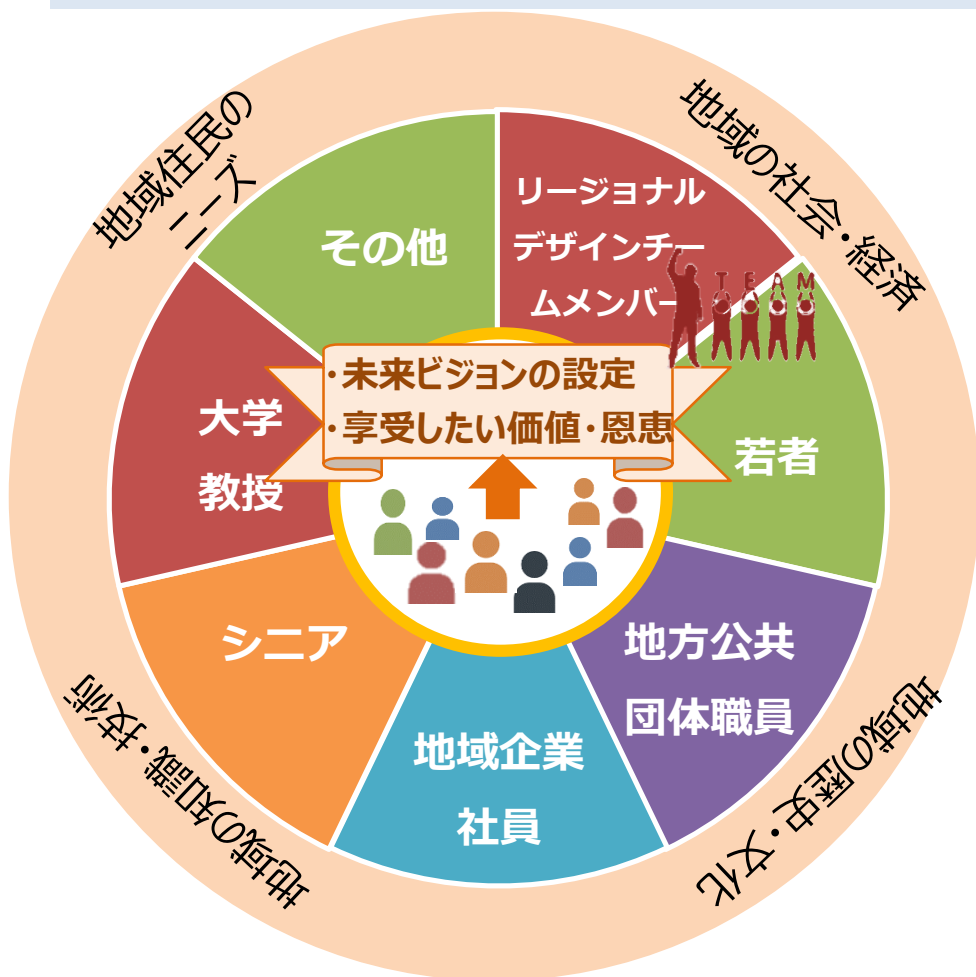 地域住民の
ニーズ
地域の社会・経済
その他
リージョナル
デザインチー
ムメンバー
TEAM
・未来ビジョンの設定
・享受したい価値・恩恵
大学
教授
若者
シニア
地方公共
団体職員
地域企業
社員
地域の知識・技術
地域の歴史・文化